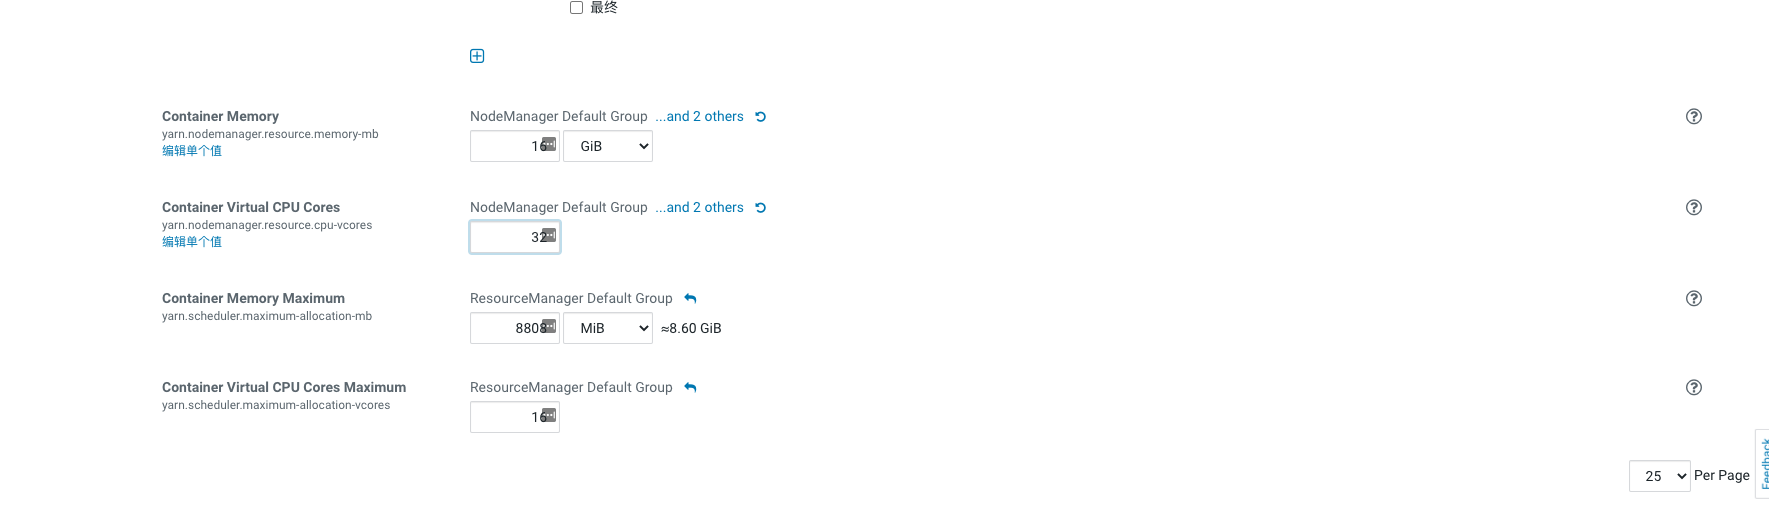 最终
Container Memory
yarn.nodemanager.resource.memory-mb
编辑单个值
NodeManager Default Group ...and 2 others
16 GiB
Container Virtual CPU Cores
yarn.nodemanager.resource.cpu-vcores
编辑单个值
NodeManager Default Group ...and 2 others
32
Container Memory Maximum
yarn.scheduler.maximum-allocation-mb
ResourceManager Default Group
8808 MiB ≈8.60 GiB
Container Virtual CPU Cores Maximum
yarn.scheduler.maximum-allocation-vcores
ResourceManager Default Group
16
25 Per Page
Feedback